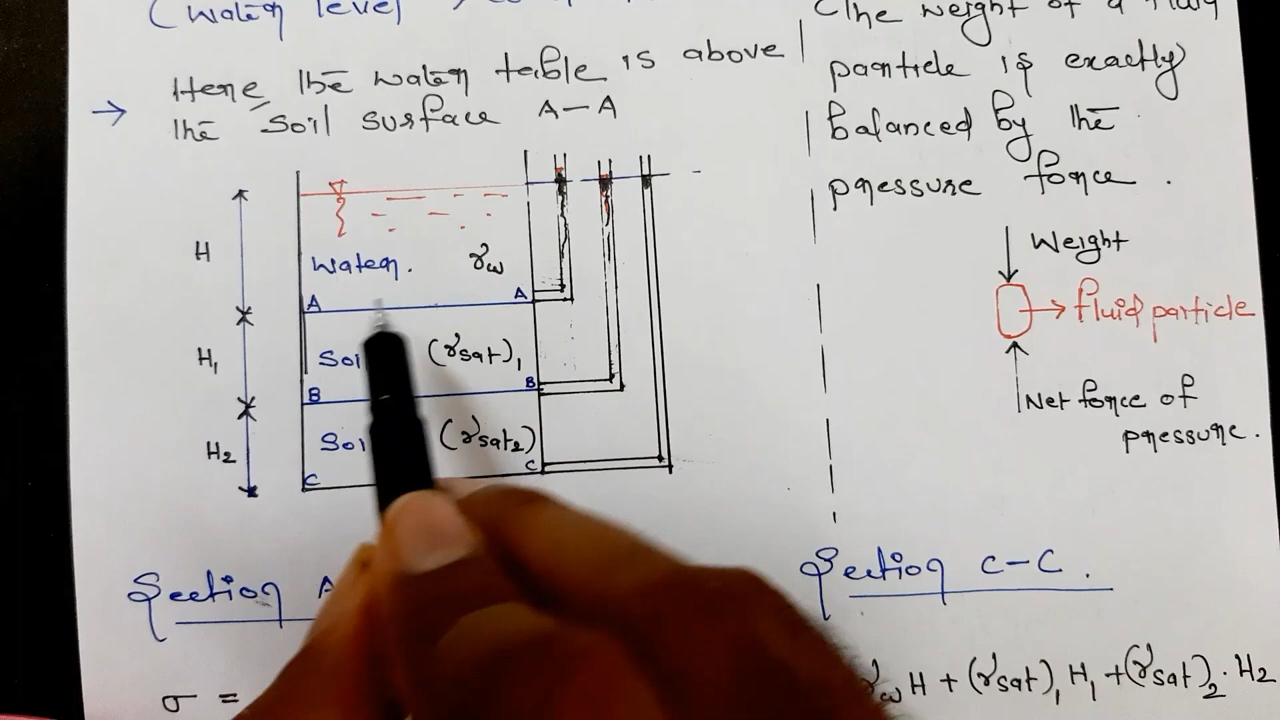 (water level
Here, the water table is above
→ the soil surface A-A
H
water. γw
A A
H₁
Soi (γsat)₁
B B
H₂
Soi (γsat₂)
C C
Section A
σ =
(The weight of a fluid
particle is exactly
balanced by the
pressure force.
Weight
fluid particle
Net force of
pressure.
Section C-C.
γw H + (γsat)₁ H₁ + (γsat)₂ · H₂